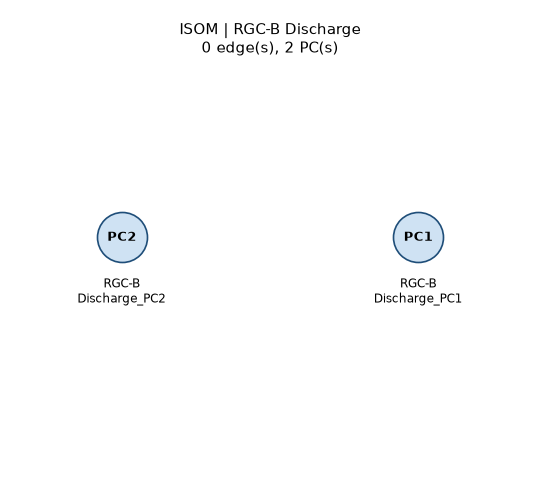 ISOM | RGC-B Discharge
0 edge(s), 2 PC(s)
PC2
PC1
RGC-B
Discharge_PC2
RGC-B
Discharge_PC1